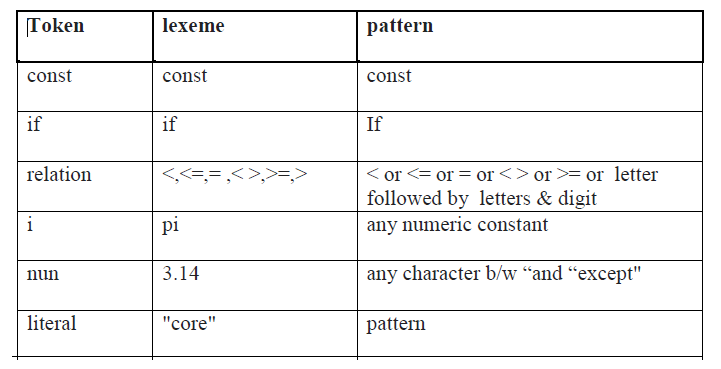 Token lexeme pattern
const const const
if if If
relation <,<=,= ,< >,>=,> < or <= or = or < > or >= or letter
followed by letters & digit
i pi any numeric constant
nun 3.14 any character b/w “and “except"
literal "core" pattern